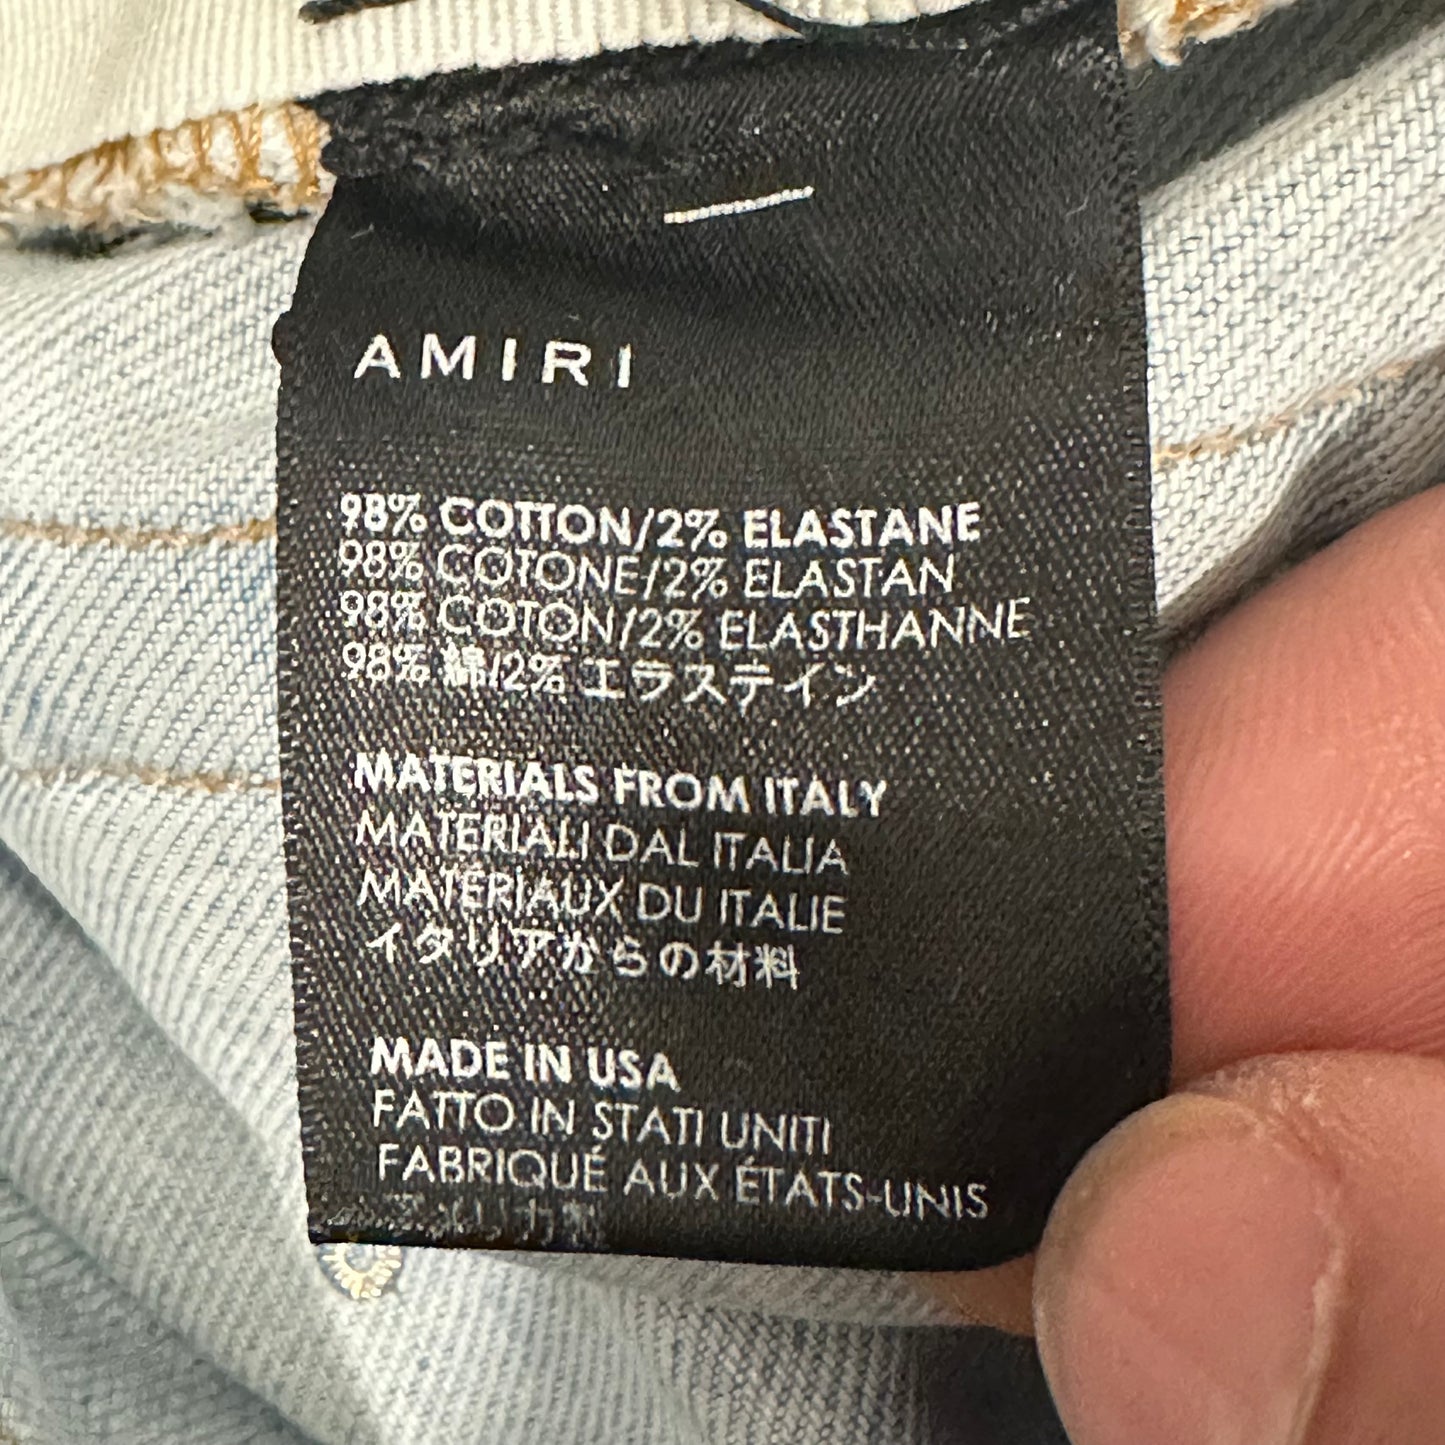 AMIRI
98% COTTON/2% ELASTANE
98% COTONE/2% ELASTAN
98% COTON/2% ELASTHANNE
98% 綿/2% エラステイン
MATERIALS FROM ITALY
MATERIALI DAL ITALIA
MATÉRIAUX DU ITALIE
イタリアからの材料
MADE IN USA
FATTO IN STATI UNITI
FABRIQUÉ AUX ÉTATS-UNIS